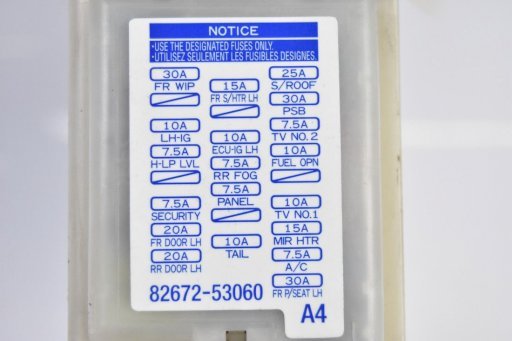 NOTICE
•USE THE DESIGNATED FUSES ONLY.
•UTILISEZ SEULEMENT LES FUSIBLES DESIGNES.
30A
FR WIP
10A
LH-IG
7.5A
H-LP LVL
7.5A
SECURITY
20A
FR DOOR LH
20A
RR DOOR LH
15A
FR S/HTR LH
10A
ECU-IG LH
7.5A
RR FOG
7.5A
PANEL
10A
TAIL
25A
S/ROOF
30A
PSB
7.5A
TV NO.2
10A
FUEL OPN
10A
TV NO.1
15A
MIR HTR
7.5A
A/C
30A
FR P/SEAT LH
82672-53060
A4